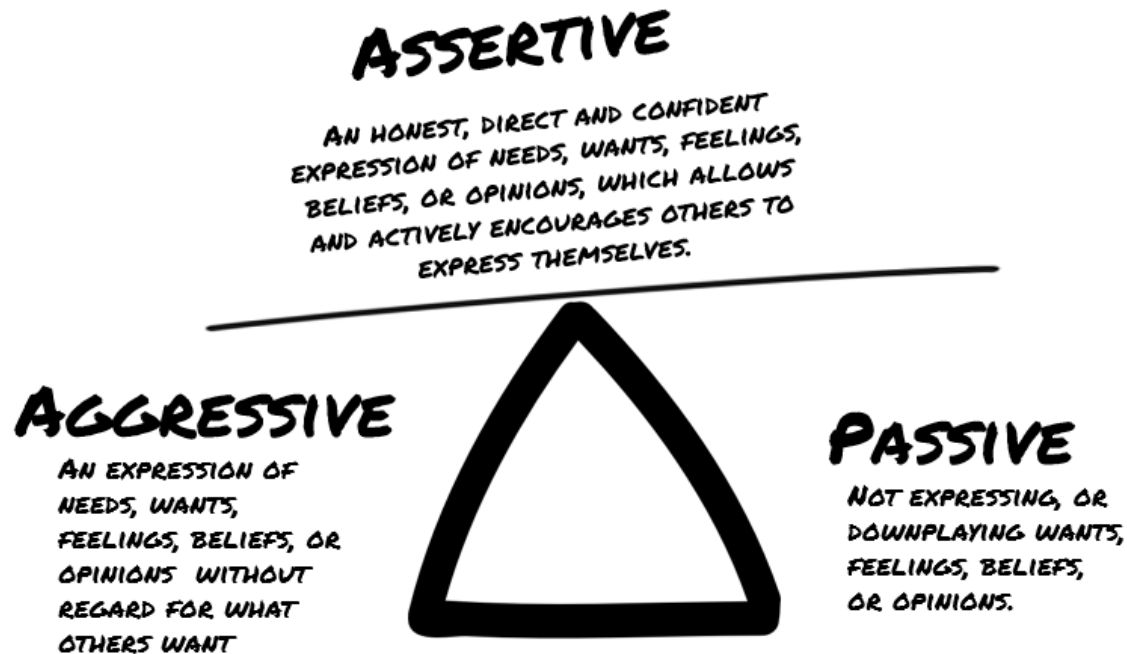 ASSERTIVE
AN HONEST, DIRECT AND CONFIDENT
EXPRESSION OF NEEDS, WANTS, FEELINGS,
BELIEFS, OR OPINIONS, WHICH ALLOWS
AND ACTIVELY ENCOURAGES OTHERS TO
EXPRESS THEMSELVES.
AGGRESSIVE
AN EXPRESSION OF
NEEDS, WANTS,
FEELINGS, BELIEFS, OR
OPINIONS WITHOUT
REGARD FOR WHAT
OTHERS WANT
PASSIVE
NOT EXPRESSING, OR
DOWNPLAYING WANTS,
FEELINGS, BELIEFS,
OR OPINIONS.